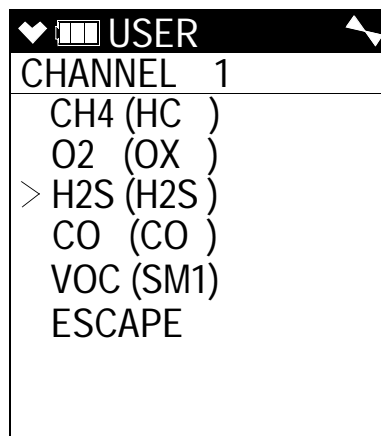 USER
CHANNEL 1
CH4 (HC )
O2 (OX )
> H2S (H2S )
CO (CO )
VOC (SM1)
ESCAPE